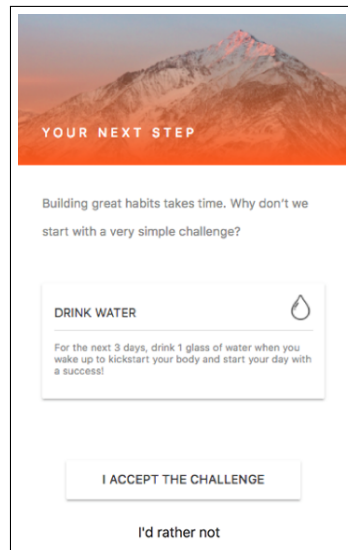 YOUR NEXT STEP
Building great habits takes time. Why don't we
start with a very simple challenge?
DRINK WATER
For the next 3 days, drink 1 glass of water when you
wake up to kickstart your body and start your day with
a success!
I ACCEPT THE CHALLENGE
I'd rather not